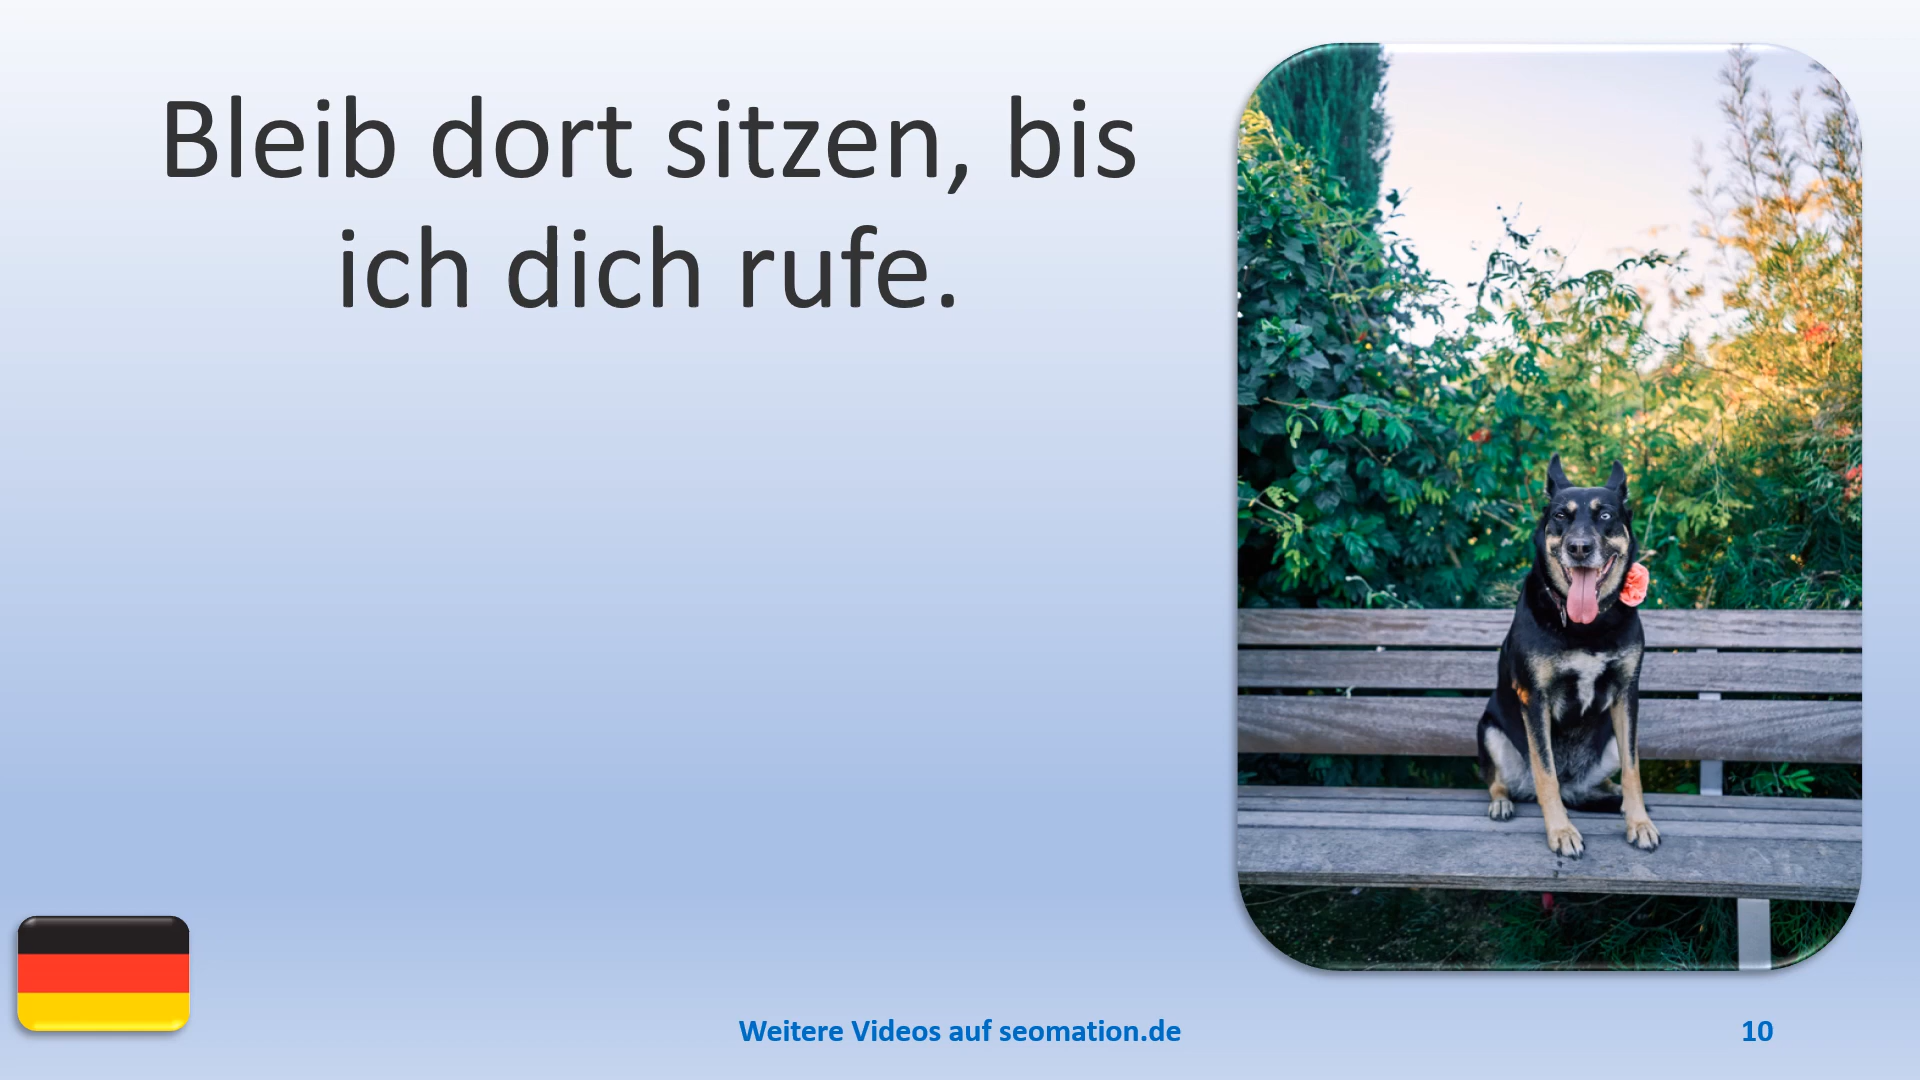 Bleib dort sitzen, bis
ich dich rufe.
Weitere Videos auf seomation.de
10